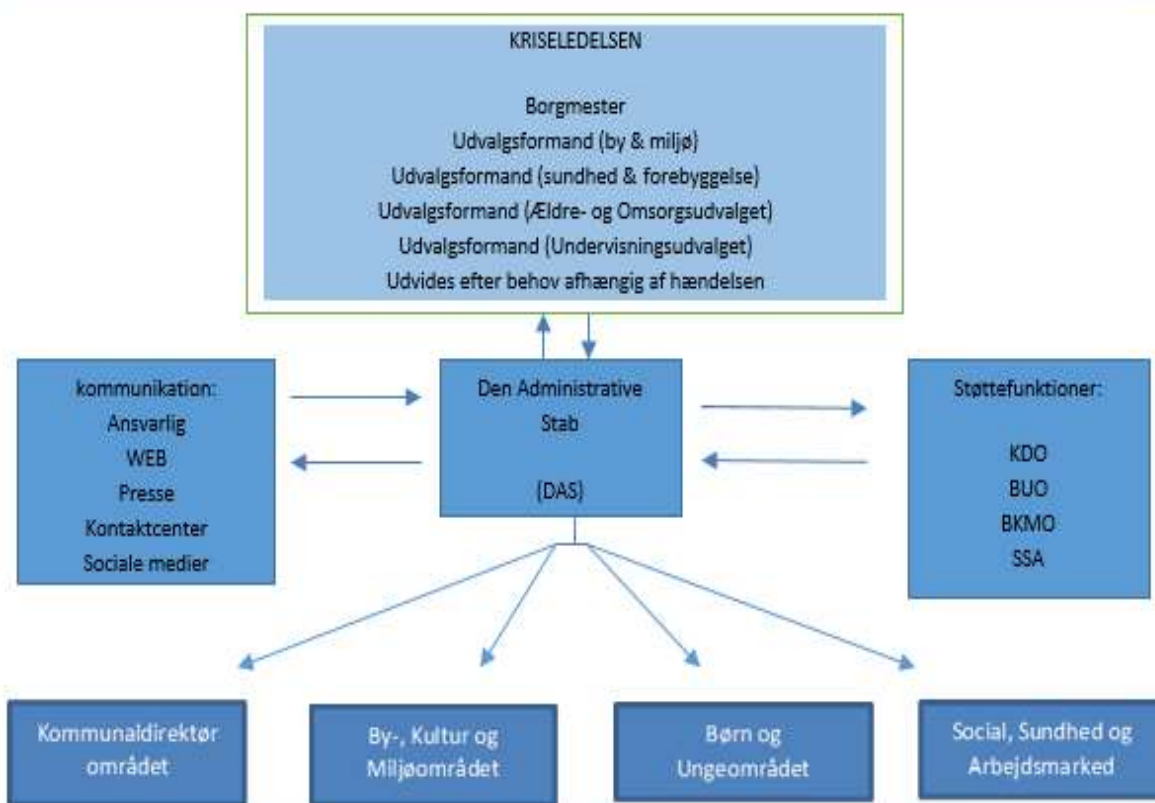 KRISELEDELSEN
Borgmester
Udvalgsformand (by & miljø)
Udvalgsformand (sundhed & forebyggelse)
Udvalgsformand (Ældre- og Omsorgsudvalget)
Udvalgsformand (Undervisningsudvalget)
Udvides efter behov afhængig af hændelsen
kommunikation:
Ansvarlig
WEB
Presse
Kontaktcenter
Sociale medier
Den Administrative
Stab
(DAS)
Støttefunktioner:
KDO
BUO
BKMO
SSA
Kommunaldirektør
området
By-, Kultur og
Miljøområdet
Børn og
Ungeområdet
Social, Sundhed og
Arbejdsmarked